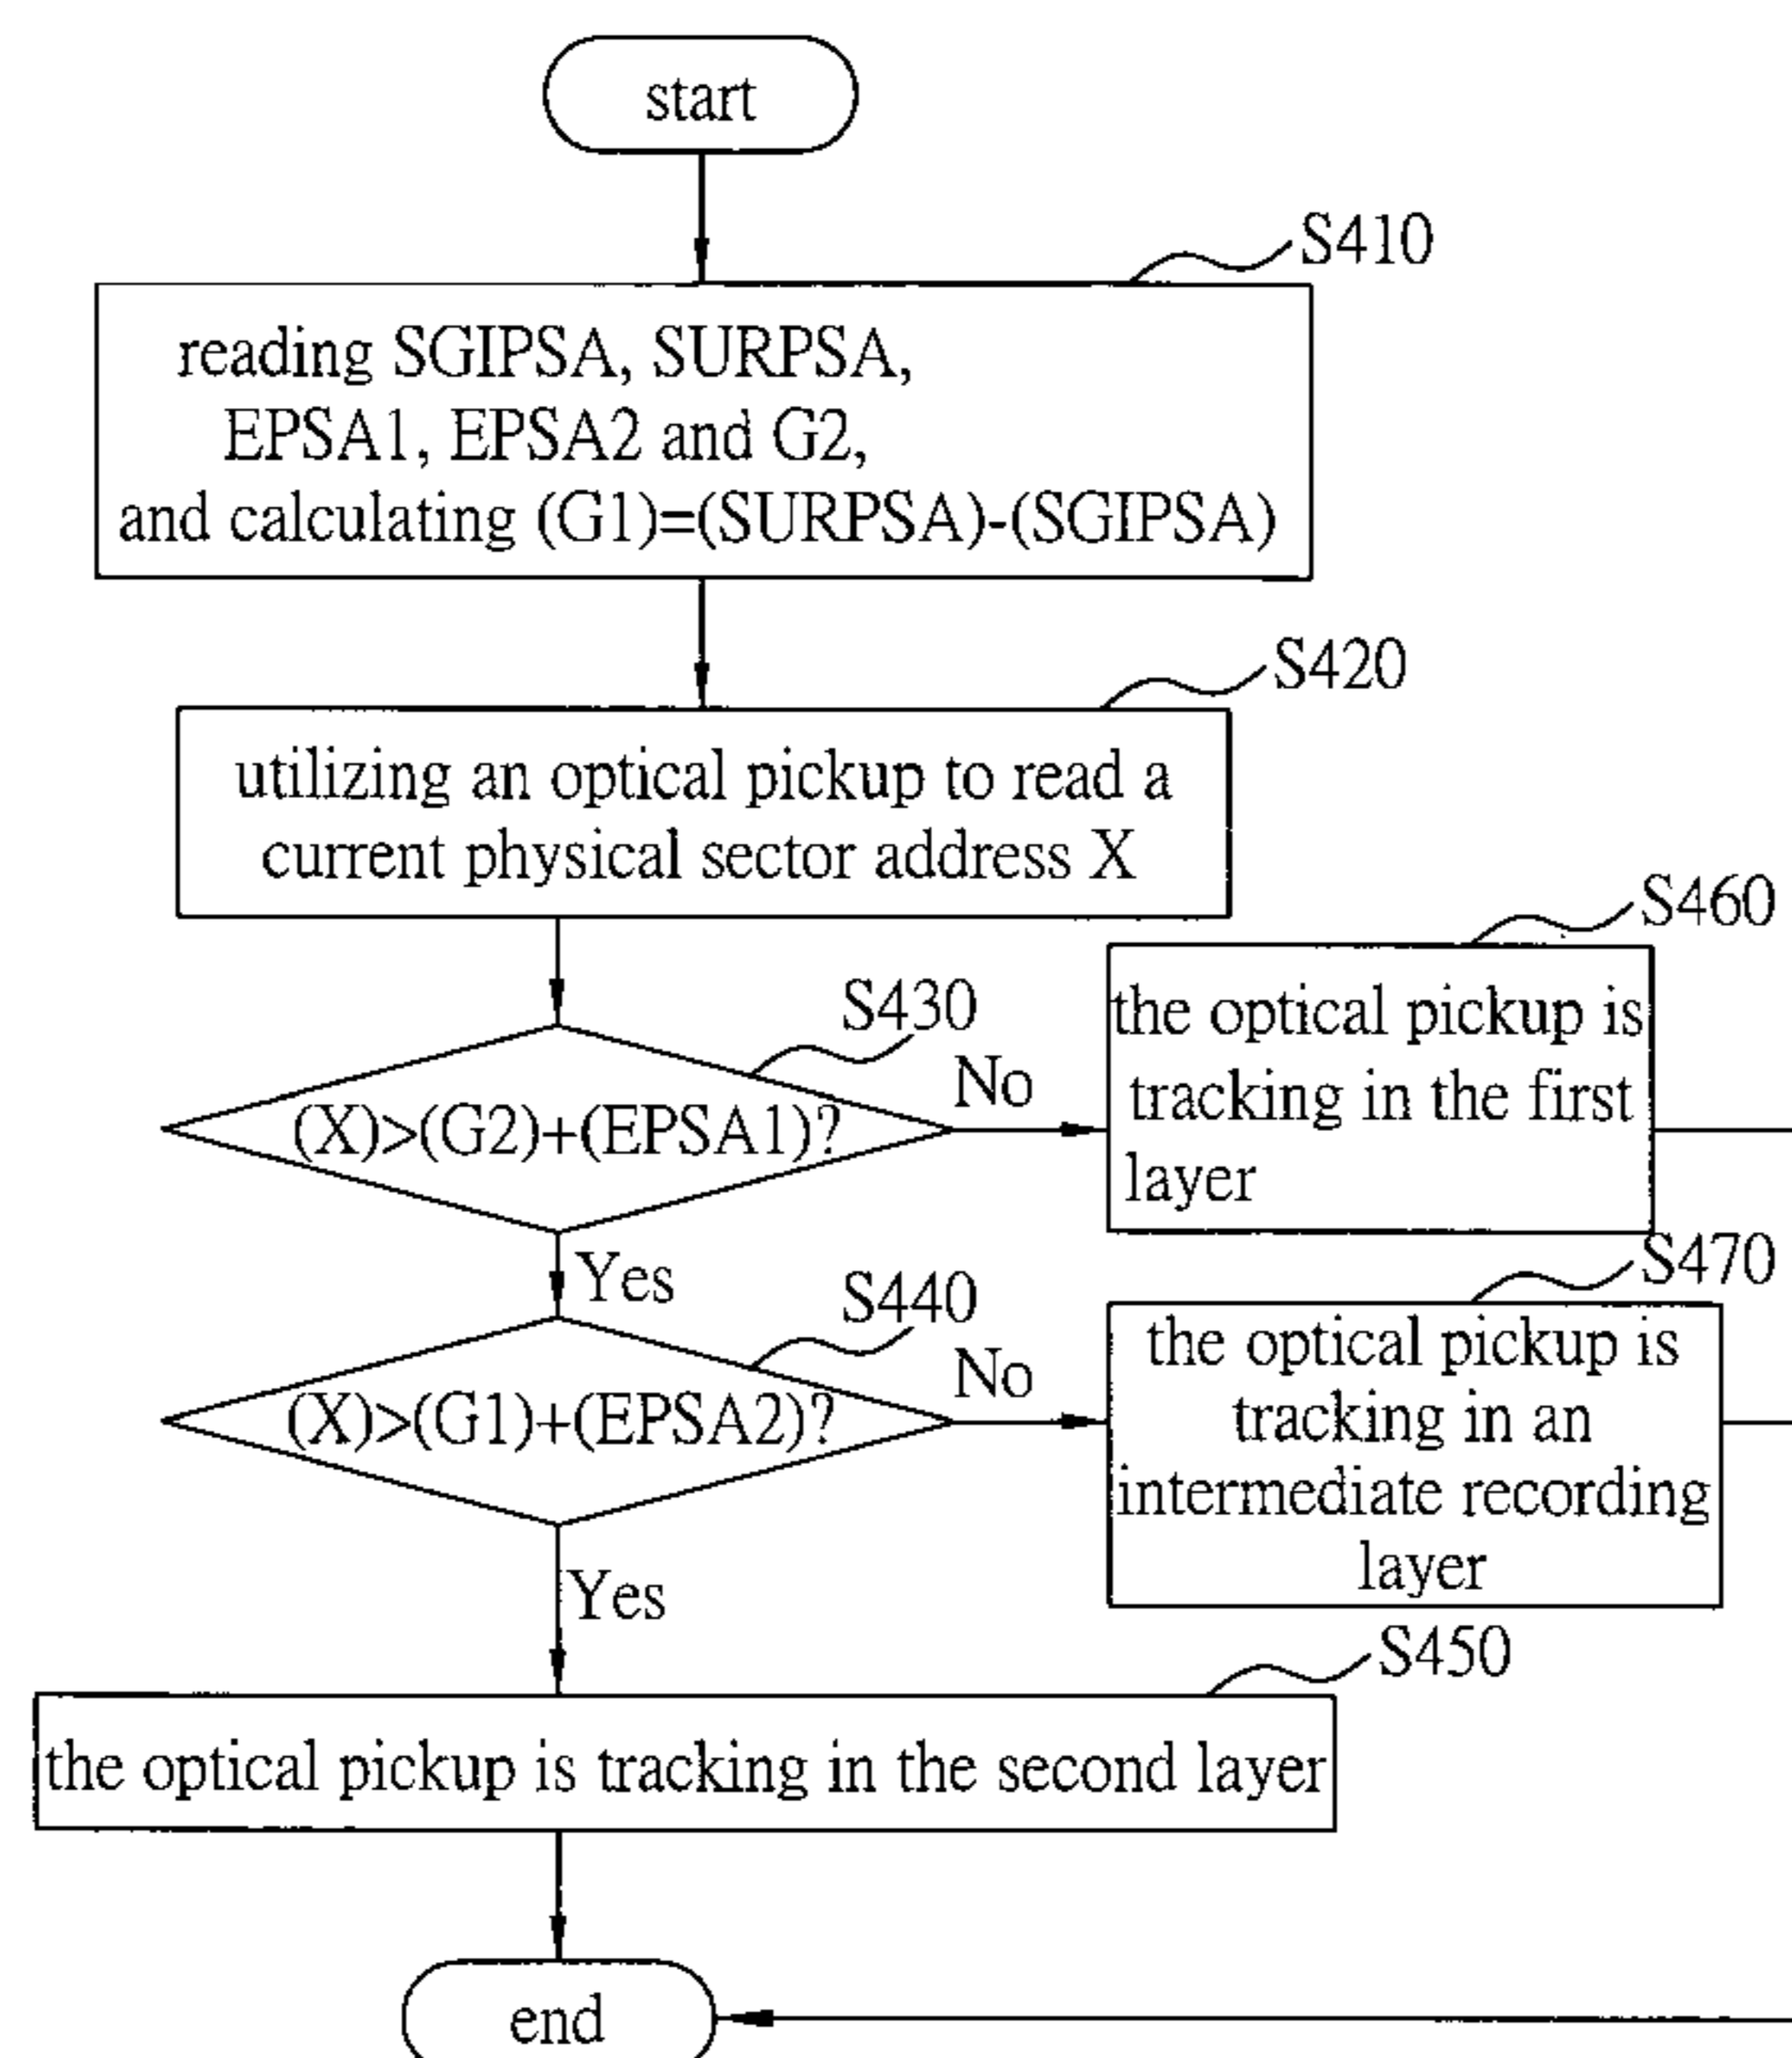 start
S410
reading SGIPSA, SURPSA,
EPSA1, EPSA2 and G2,
and calculating (G1)=(SURPSA)-(SGIPSA)
S420
utilizing an optical pickup to read a
current physical sector address X
S430
(X)>(G2)+(EPSA1)?
No
S460
the optical pickup is
tracking in the first
layer
Yes
S440
(X)>(G1)+(EPSA2)?
No
S470
the optical pickup is
tracking in an
intermediate recording
layer
Yes
S450
the optical pickup is tracking in the second layer
end